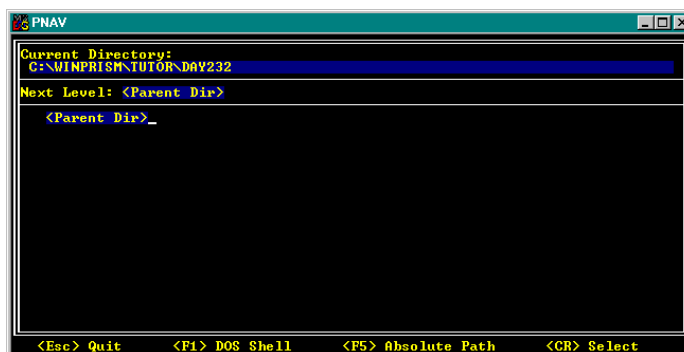 PNAV
Current Directory:
C:\WINPRISM\TUTOR\DAY232
Next Level: <Parent Dir>
<Parent Dir>_
<Esc> Quit <F1> DOS Shell <F5> Absolute Path <CR> Select